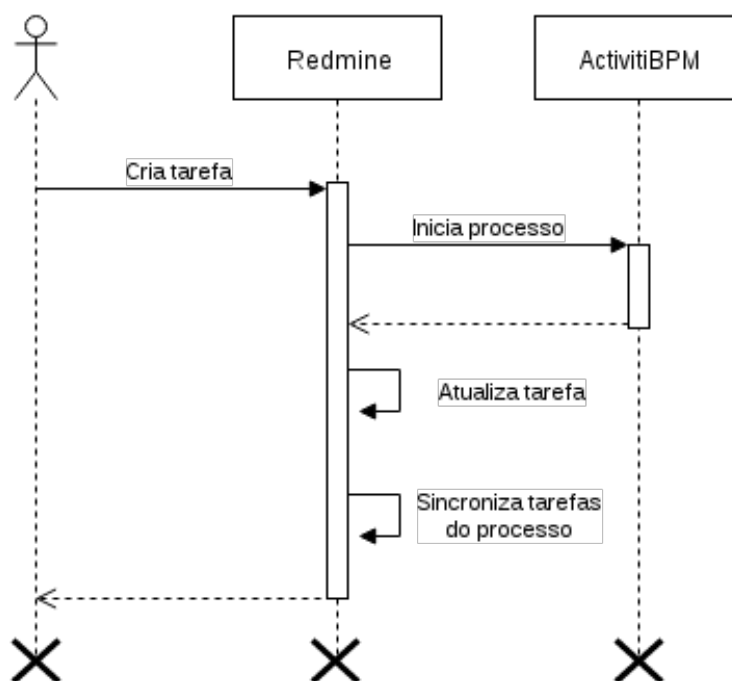 Redmine
ActivitiBPM
Cria tarefa
Inicia processo
Atualiza tarefa
Sincroniza tarefas
do processo